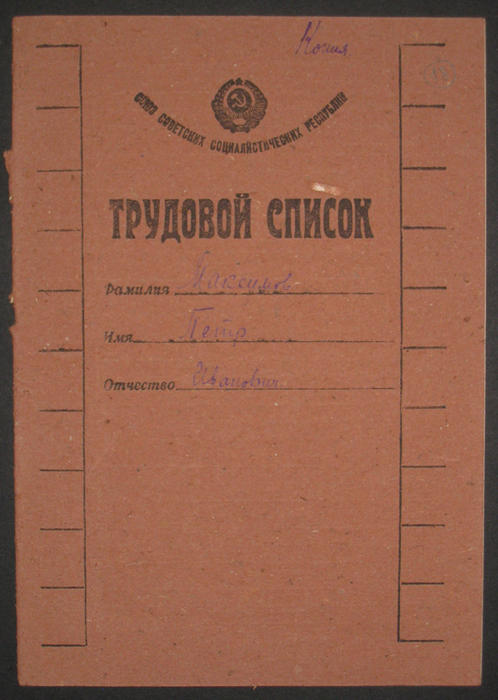 Копия
СОЮЗ СОВЕТСКИХ СОЦИАЛИСТИЧЕСКИХ РЕСПУБЛИК
ТРУДОВОЙ СПИСОК
Фамилия Максимов
Имя Петр
Отчество Иванович